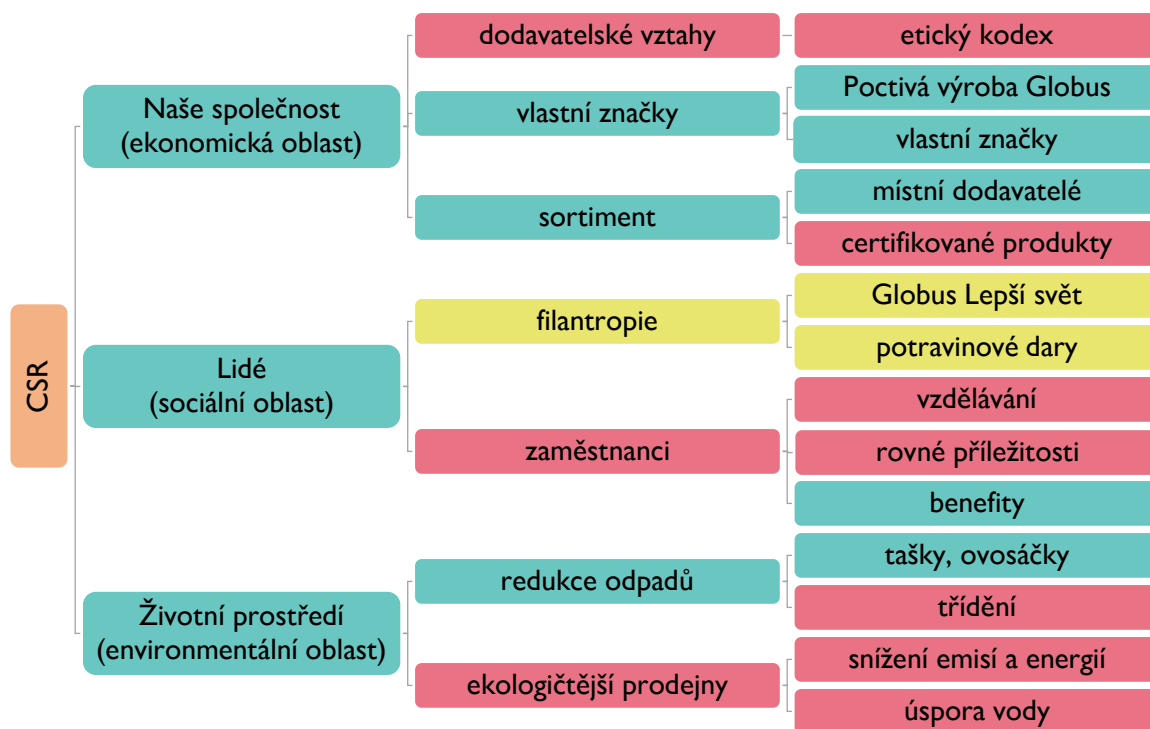 CSR
Naše společnost
(ekonomická oblast)
dodavatelské vztahy
etický kodex
vlastní značky
Poctivá výroba Globus
vlastní značky
sortiment
místní dodavatelé
certifikované produkty
Lidé
(sociální oblast)
filantropie
Globus Lepší svět
potravinové dary
zaměstnanci
vzdělávání
rovné příležitosti
benefity
Životní prostředí
(environmentální oblast)
redukce odpadů
tašky, ovosáčky
třídění
ekologičtější prodejny
snížení emisí a energií
úspora vody